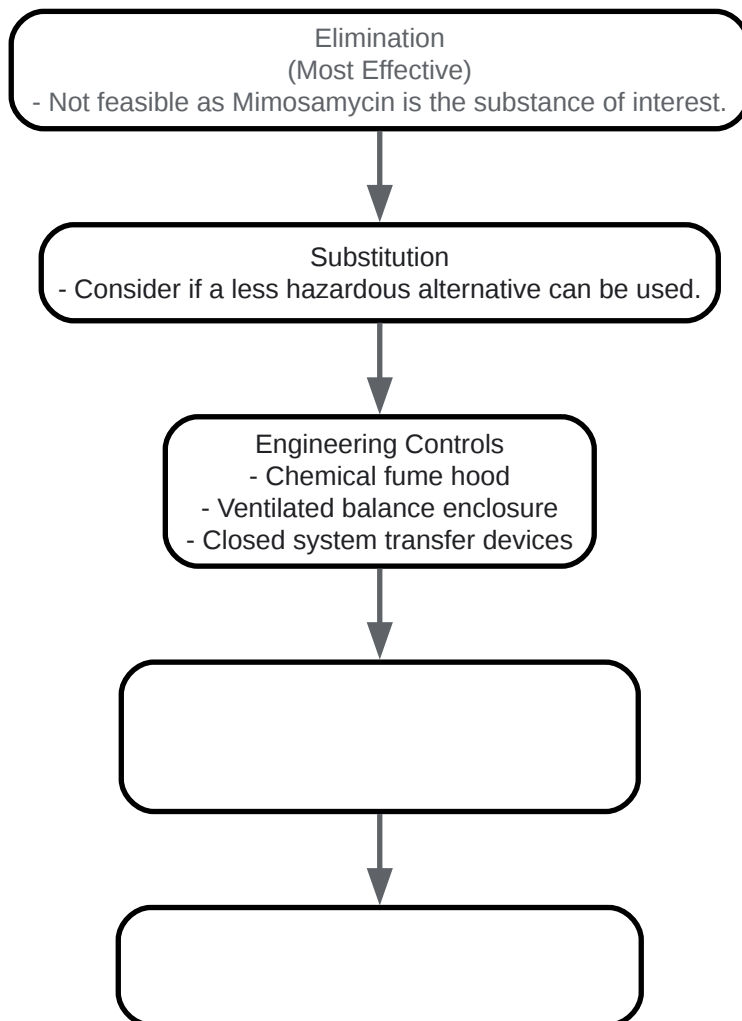 Elimination
(Most Effective)
- Not feasible as Mimosamycin is the substance of interest.
Substitution
- Consider if a less hazardous alternative can be used.
Engineering Controls
- Chemical fume hood
- Ventilated balance enclosure
- Closed system transfer devices